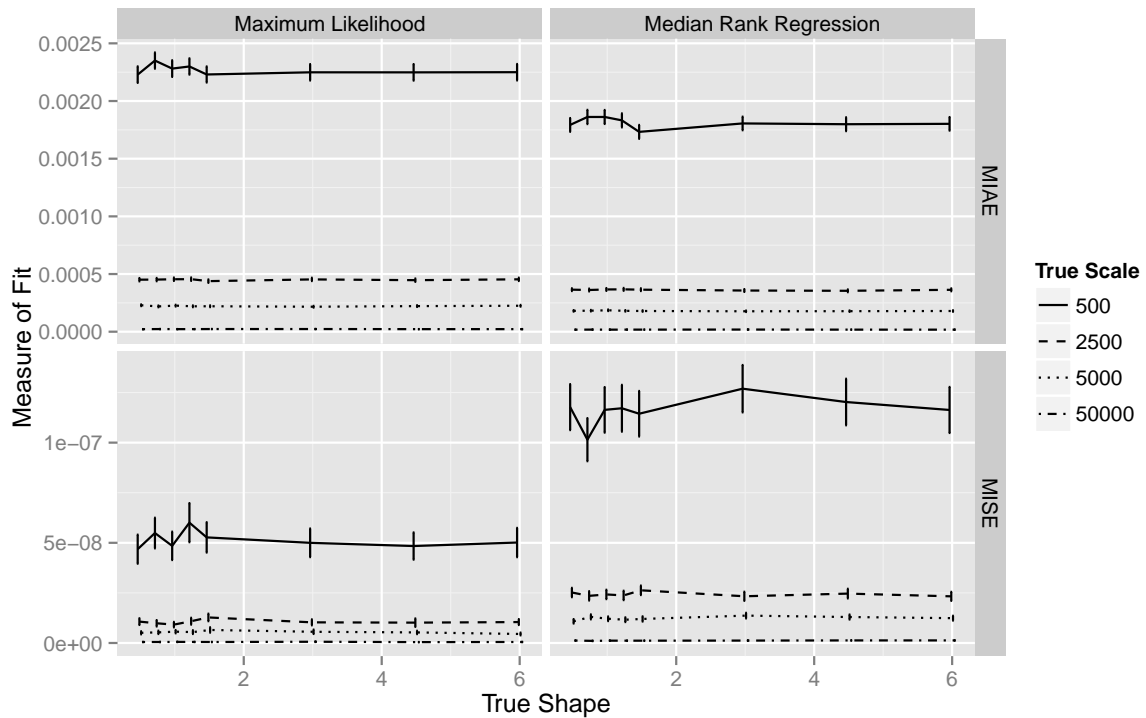 Maximum Likelihood
Median Rank Regression
0.0025
0.0020
0.0015
0.0010
0.0005
0.0000
MIAE
1e−07
5e−08
0e+00
MISE
2
4
6
2
4
6
Measure of Fit
True Shape
True Scale
500
2500
5000
50000